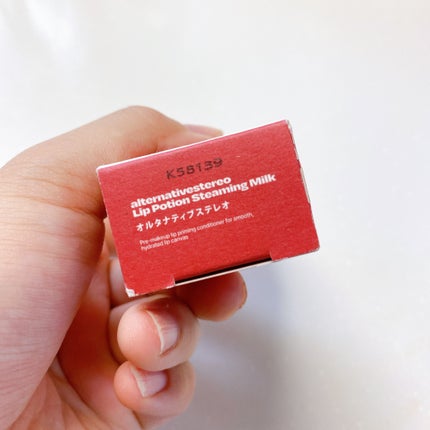 K58139
alternativestereo
Lip Potion Steaming Milk
オルタナティブステレオ
Pre-makeup lip priming conditioner for smooth,
hydrated lip canvas